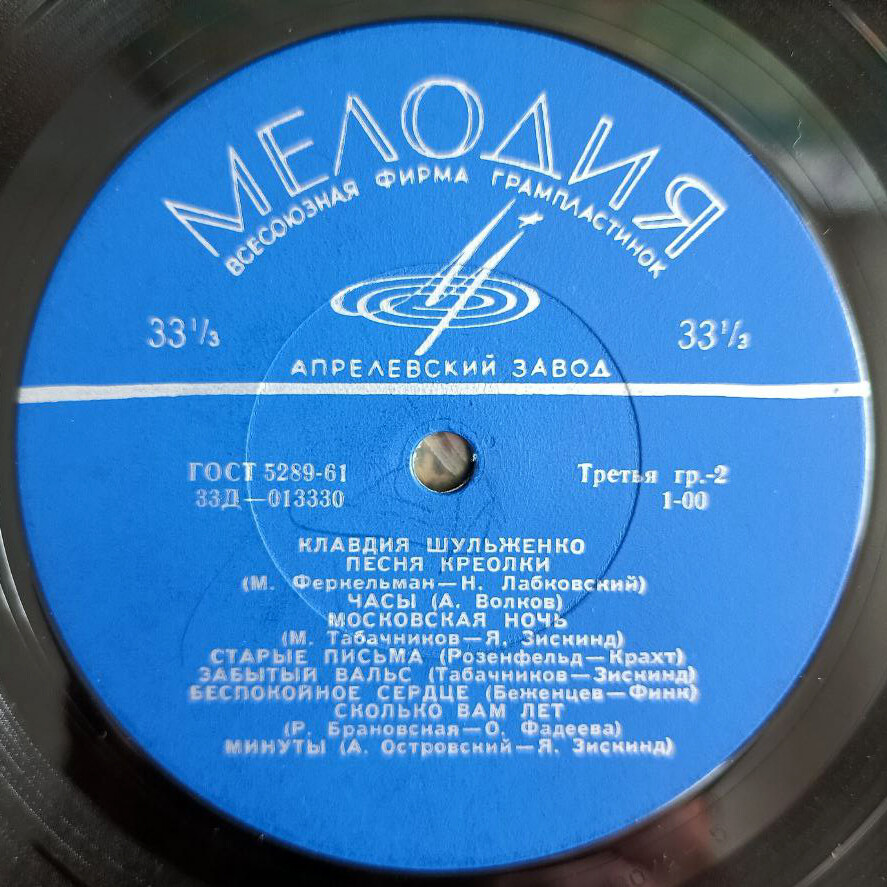 МЕЛОДИЯ
ВСЕСОЮЗНАЯ ФИРМА ГРАМПЛАСТИНОК
33⅓ 33⅓
АПРЕЛЕВСКИЙ ЗАВОД
ГОСТ 5289-61 Третья гр.-2
33Д—013330 1-00
КЛАВДИЯ ШУЛЬЖЕНКО
ПЕСНЯ КРЕОЛКИ
(М. Феркельман—Н. Лабковский)
ЧАСЫ (А. Волков)
МОСКОВСКАЯ НОЧЬ
(М. Табачников—Я. Зискинд)
СТАРЫЕ ПИСЬМА (Розенфельд—Крахт)
ЗАБЫТЫЙ ВАЛЬС (Табачников—Зискинд)
БЕСПОКОЙНОЕ СЕРДЦЕ (Беженцев—Финк)
СКОЛЬКО ВАМ ЛЕТ
(Р. Брановская—О. Фадеева)
МИНУТЫ (А. Островский—Я. Зискинд)